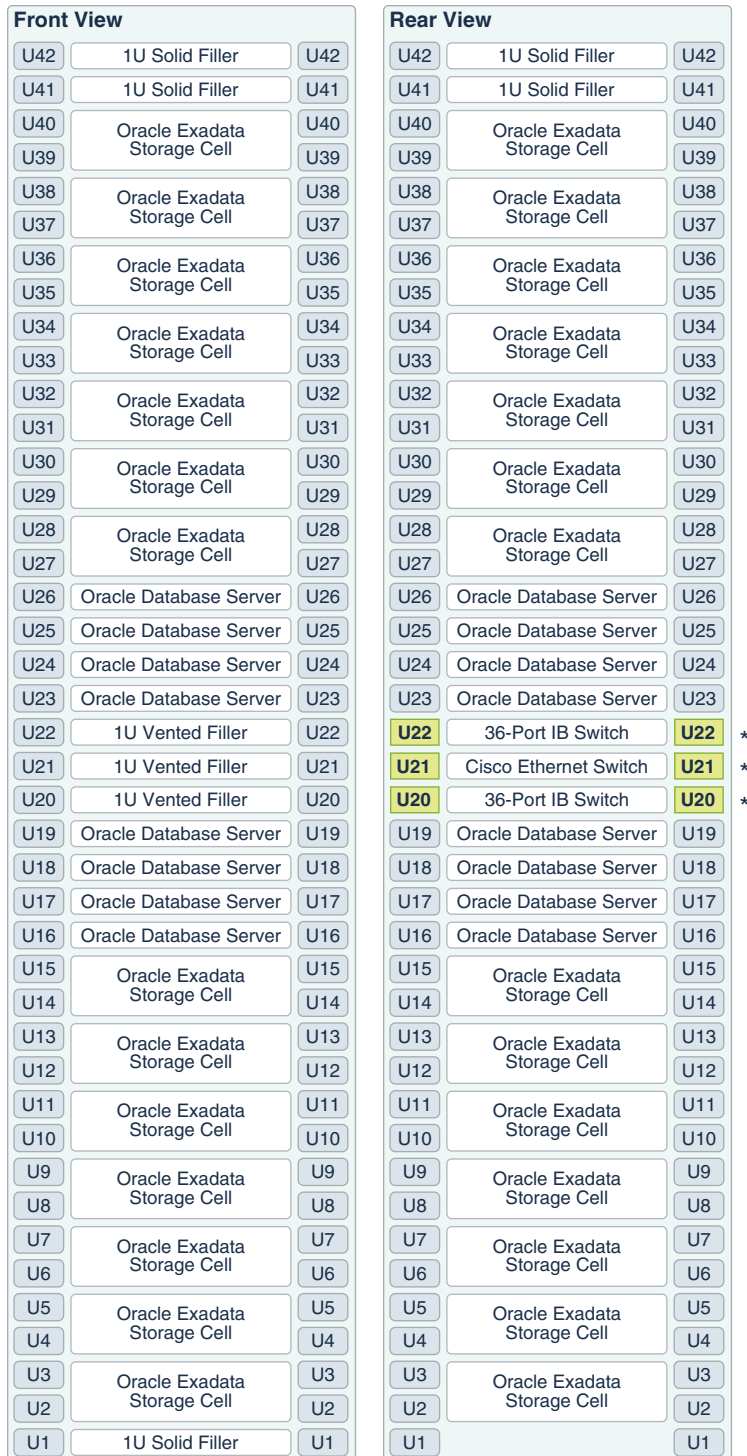 Front View
U42 1U Solid Filler U42
U41 1U Solid Filler U41
U40 Oracle Exadata U40
U39 Storage Cell U39
U38 Oracle Exadata U38
U37 Storage Cell U37
U36 Oracle Exadata U36
U35 Storage Cell U35
U34 Oracle Exadata U34
U33 Storage Cell U33
U32 Oracle Exadata U32
U31 Storage Cell U31
U30 Oracle Exadata U30
U29 Storage Cell U29
U28 Oracle Exadata U28
U27 Storage Cell U27
U26 Oracle Database Server U26
U25 Oracle Database Server U25
U24 Oracle Database Server U24
U23 Oracle Database Server U23
U22 1U Vented Filler U22
U21 1U Vented Filler U21
U20 1U Vented Filler U20
U19 Oracle Database Server U19
U18 Oracle Database Server U18
U17 Oracle Database Server U17
U16 Oracle Database Server U16
U15 Oracle Exadata U15
U14 Storage Cell U14
U13 Oracle Exadata U13
U12 Storage Cell U12
U11 Oracle Exadata U11
U10 Storage Cell U10
U9 Oracle Exadata U9
U8 Storage Cell U8
U7 Oracle Exadata U7
U6 Storage Cell U6
U5 Oracle Exadata U5
U4 Storage Cell U4
U3 Oracle Exadata U3
U2 Storage Cell U2
U1 1U Solid Filler U1
Rear View
U42 1U Solid Filler U42
U41 1U Solid Filler U41
U40 Oracle Exadata U40
U39 Storage Cell U39
U38 Oracle Exadata U38
U37 Storage Cell U37
U36 Oracle Exadata U36
U35 Storage Cell U35
U34 Oracle Exadata U34
U33 Storage Cell U33
U32 Oracle Exadata U32
U31 Storage Cell U31
U30 Oracle Exadata U30
U29 Storage Cell U29
U28 Oracle Exadata U28
U27 Storage Cell U27
U26 Oracle Database Server U26
U25 Oracle Database Server U25
U24 Oracle Database Server U24
U23 Oracle Database Server U23
U22 36-Port IB Switch U22 *
U21 Cisco Ethernet Switch U21 *
U20 36-Port IB Switch U20 *
U19 Oracle Database Server U19
U18 Oracle Database Server U18
U17 Oracle Database Server U17
U16 Oracle Database Server U16
U15 Oracle Exadata U15
U14 Storage Cell U14
U13 Oracle Exadata U13
U12 Storage Cell U12
U11 Oracle Exadata U11
U10 Storage Cell U10
U9 Oracle Exadata U9
U8 Storage Cell U8
U7 Oracle Exadata U7
U6 Storage Cell U6
U5 Oracle Exadata U5
U4 Storage Cell U4
U3 Oracle Exadata U3
U2 Storage Cell U2
U1 U1